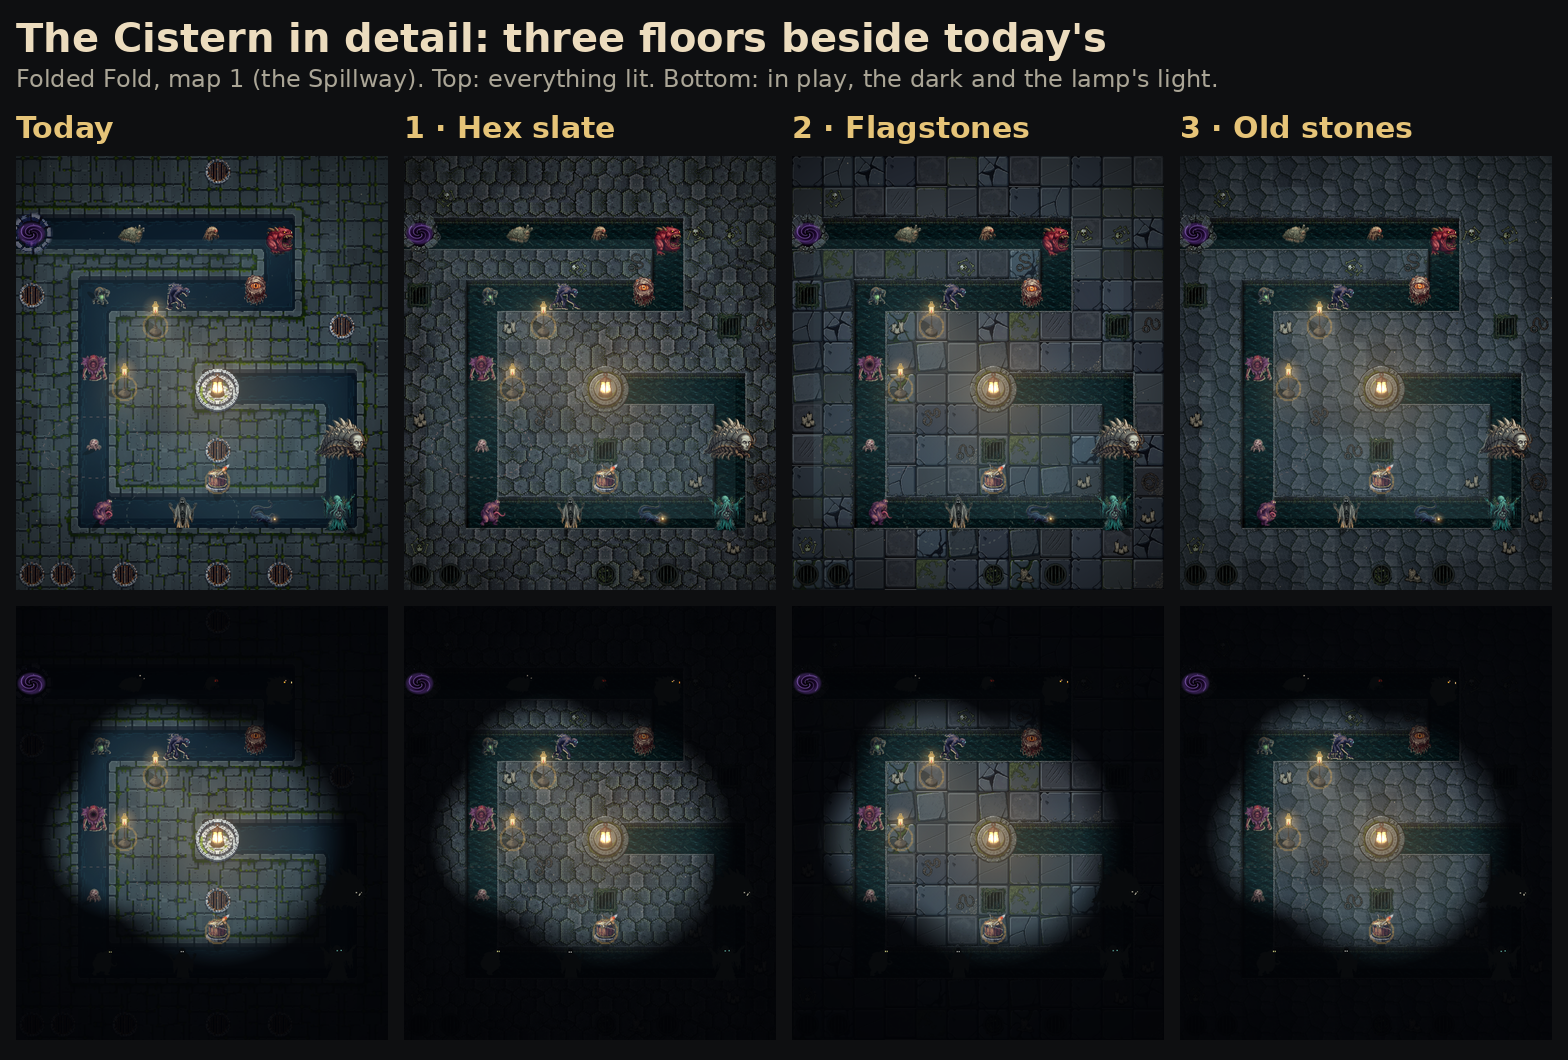 The Cistern in detail: three floors beside today's
Folded Fold, map 1 (the Spillway). Top: everything lit. Bottom: in play, the dark and the lamp's light.
Today
1 · Hex slate
2 · Flagstones
3 · Old stones